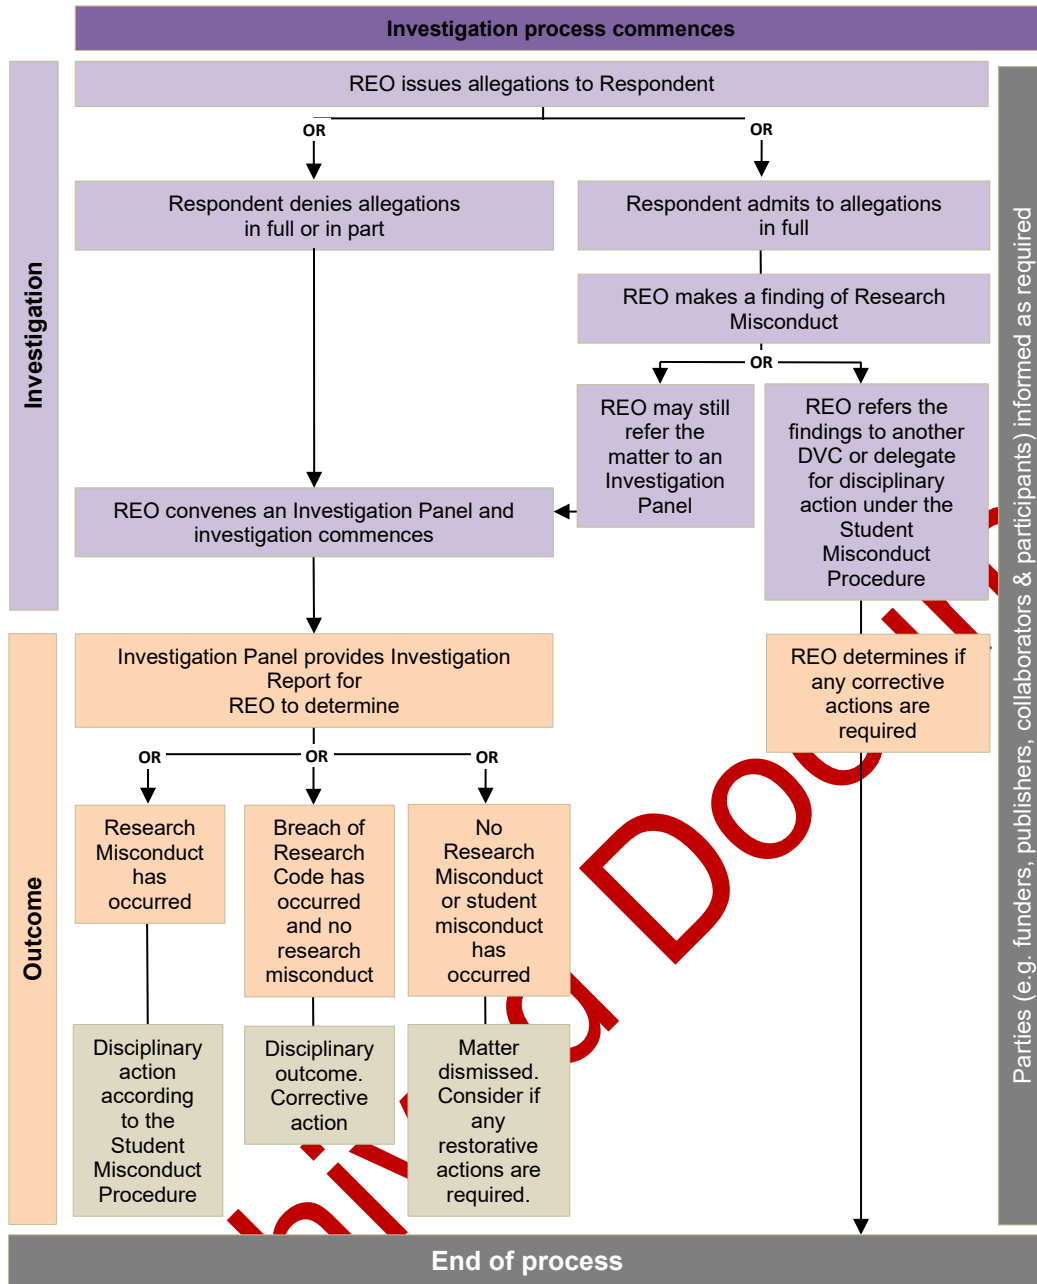 Investigation process commences
REO issues allegations to Respondent
OR
OR
Respondent denies allegations
in full or in part
Respondent admits to allegations
in full
REO makes a finding of Research
Misconduct
OR
REO may still
refer the
matter to an
Investigation
Panel
REO refers the
findings to another
DVC or delegate
for disciplinary
action under the
Student
Misconduct
Procedure
REO convenes an Investigation Panel and
investigation commences
Investigation
Investigation Panel provides Investigation
Report for
REO to determine
REO determines if
any corrective
actions are
required
OR
OR
OR
Research
Misconduct
has
occurred
Breach of
Research
Code has
occurred
and no
research
misconduct
No
Research
Misconduct
or student
misconduct
has
occurred
Disciplinary
action
according
to the
Student
Misconduct
Procedure
Disciplinary
outcome.
Corrective
action
Matter
dismissed.
Consider if
any
restorative
actions are
required.
Outcome
Parties (e.g. funders, publishers, collaborators & participants) informed as required
End of process